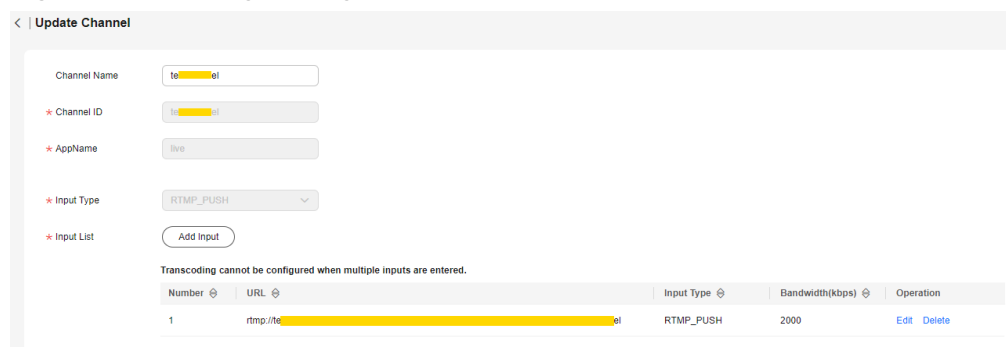 < | Update Channel
Channel Name te el
* Channel ID te el
* AppName live
* Input Type RTMP_PUSH
* Input List Add Input
Transcoding cannot be configured when multiple inputs are entered.
Number URL Input Type Bandwidth(kbps) Operation
1 rtmp://te el RTMP_PUSH 2000 Edit Delete